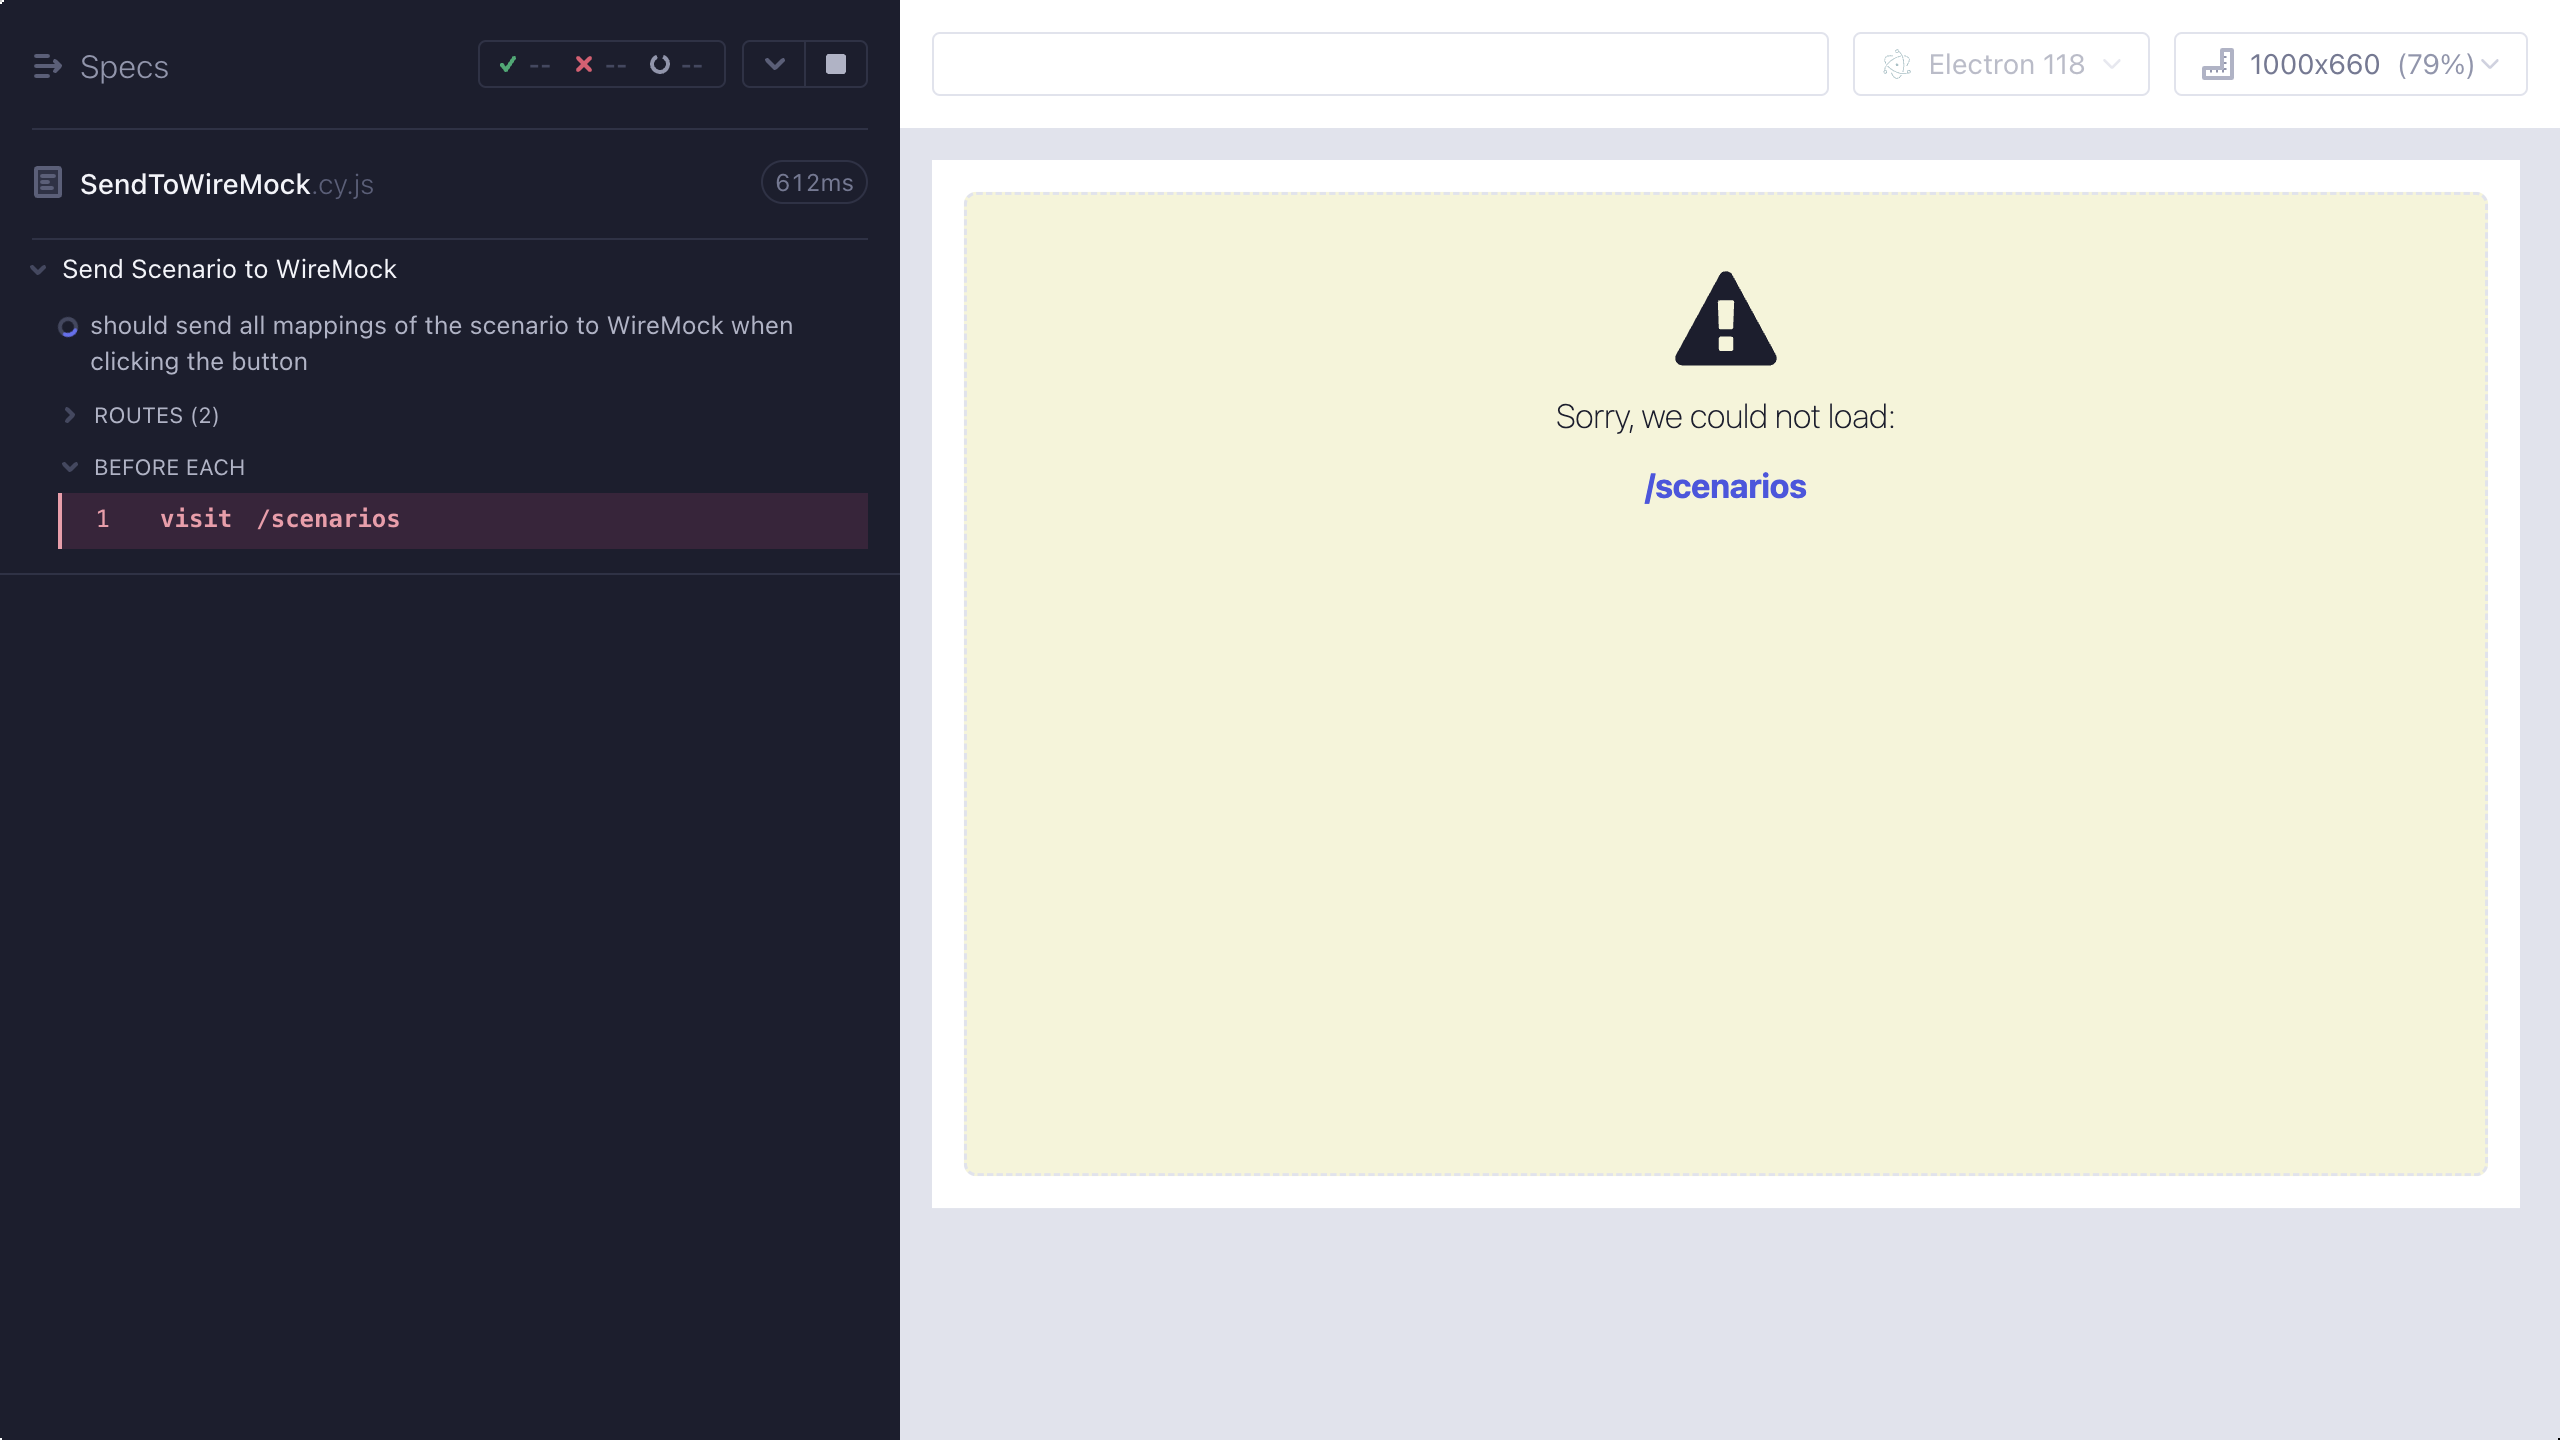 Specs
-- -- --
SendToWireMock.cy.js
612ms
Send Scenario to WireMock
should send all mappings of the scenario to WireMock when
clicking the button
ROUTES (2)
BEFORE EACH
1 visit /scenarios
Electron 118
1000x660 (79%)
Sorry, we could not load:
/scenarios